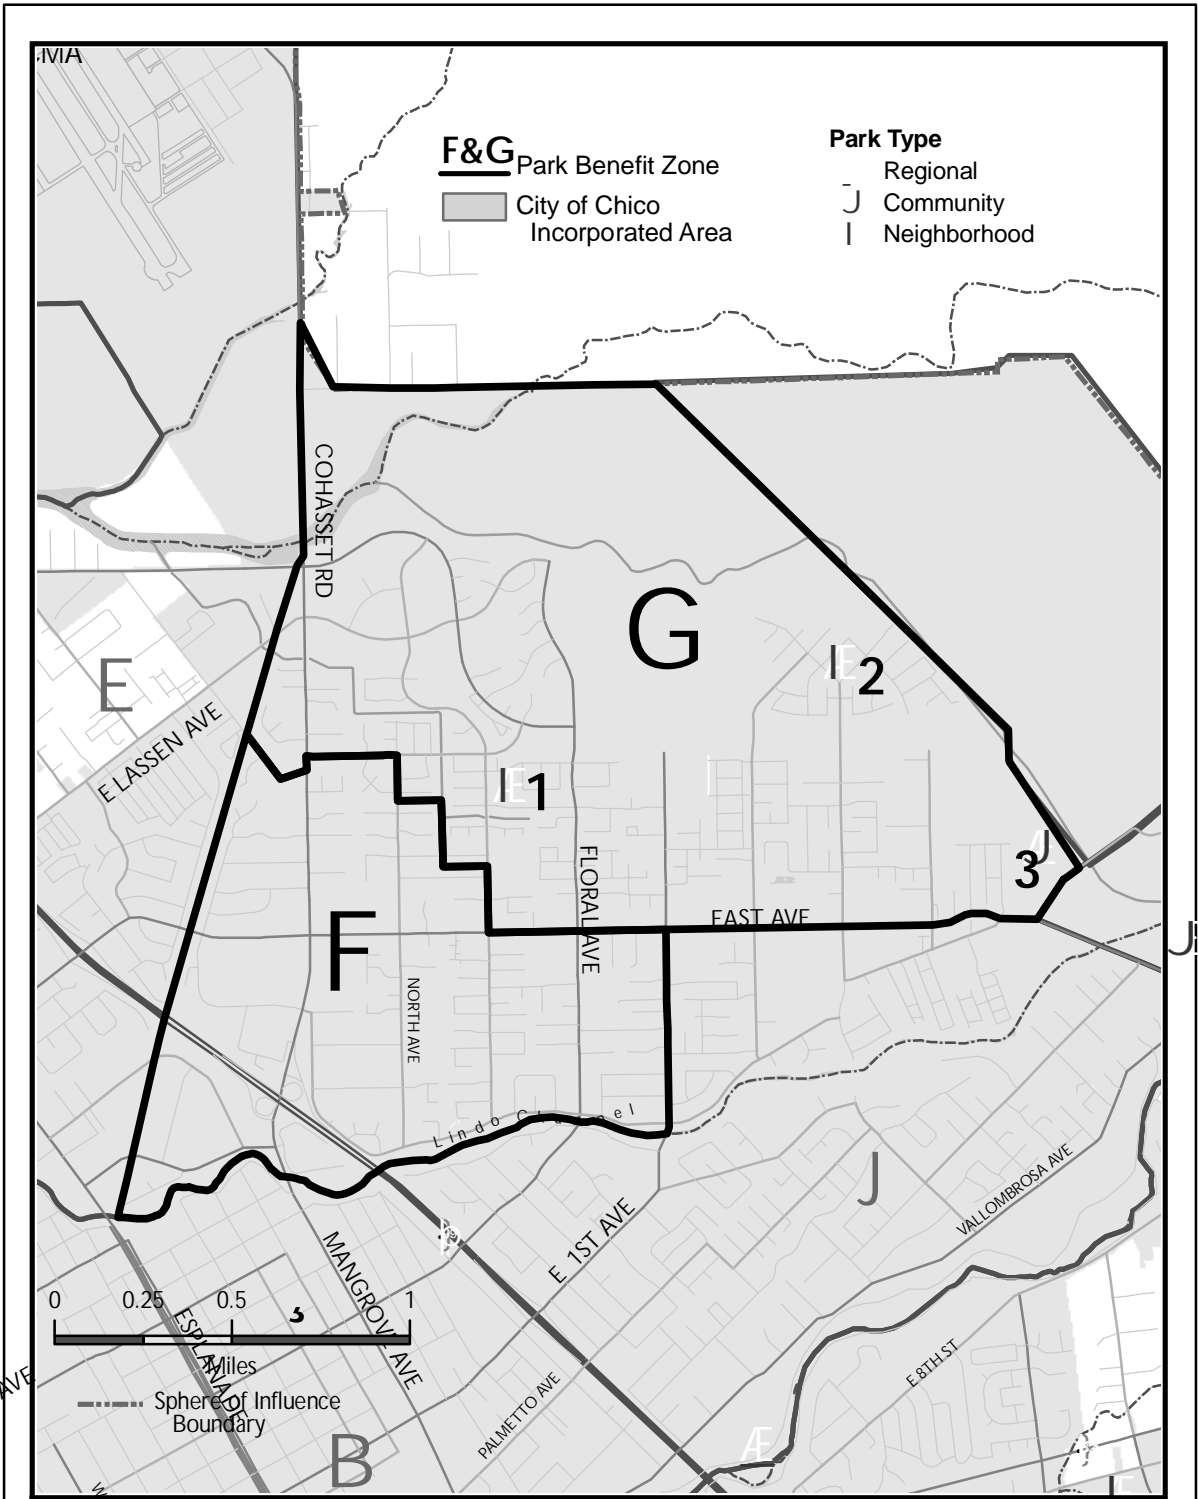 MA
F&G Park Benefit Zone
City of Chico
Incorporated Area
Park Type
Regional
J Community
I Neighborhood
COHASSET RD
G
E
E LASSEN AVE
I Æ 2
I Æ 1
J Æ
3
FLORAL AVE
EAST AVE
F
NORTH AVE
J
Lindo Channel
J
VALLOMBROSA AVE
E 1ST AVE
MANGROVE AVE
0 0.25 0.5 1
Miles
ESPLANADE
AVE
Sphere of Influence
Boundary
E 8TH ST
PALMETTO AVE
B
Æ
W